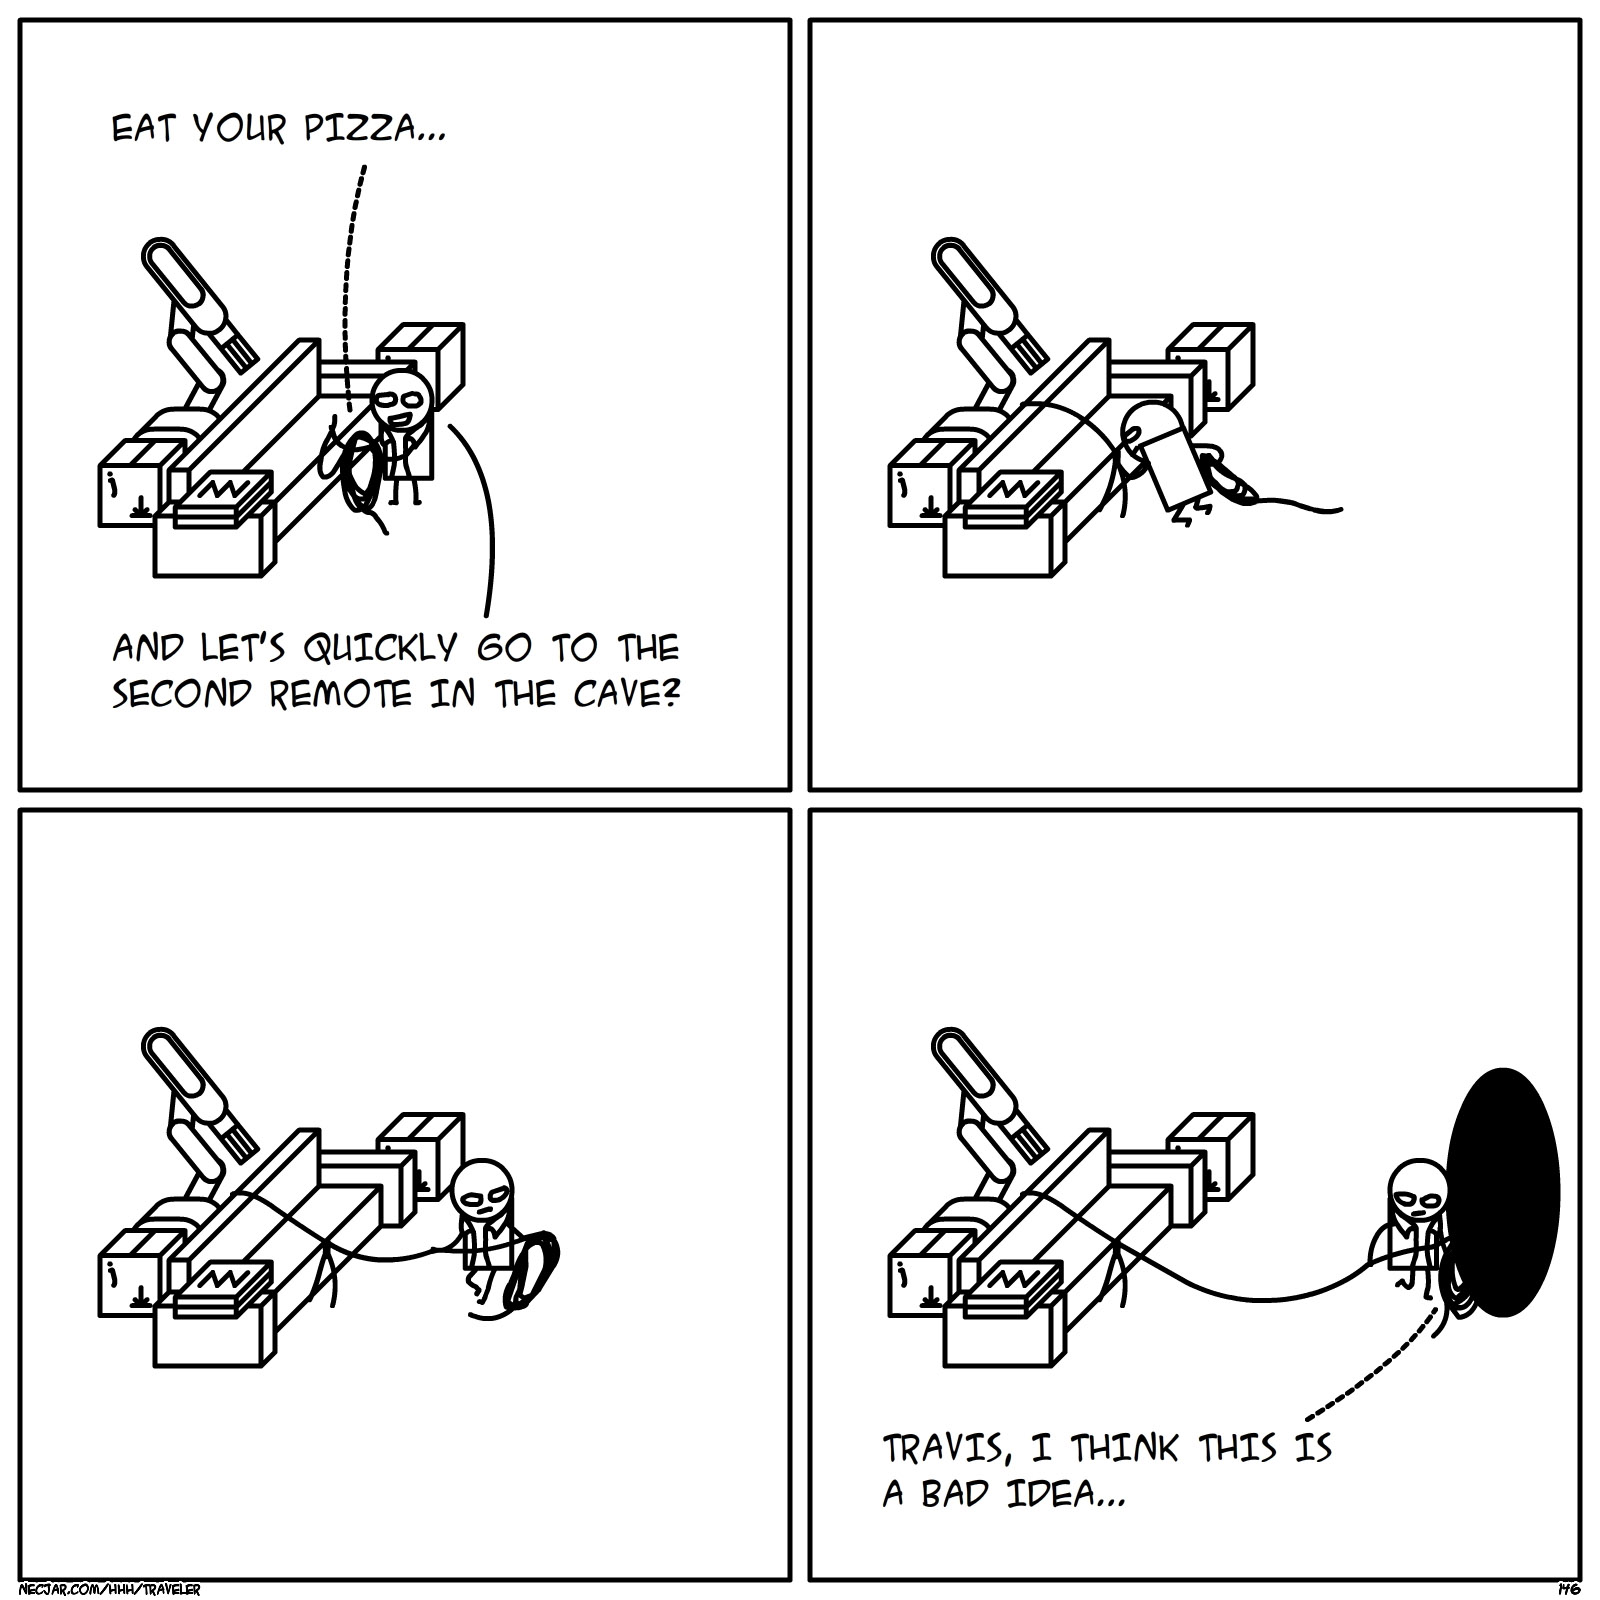 EAT YOUR PIZZA...
AND LET'S QUICKLY GO TO THE
SECOND REMOTE IN THE CAVE?
TRAVIS, I THINK THIS IS
A BAD IDEA...
NECJAR.COM/HHH/TRAVELER
146